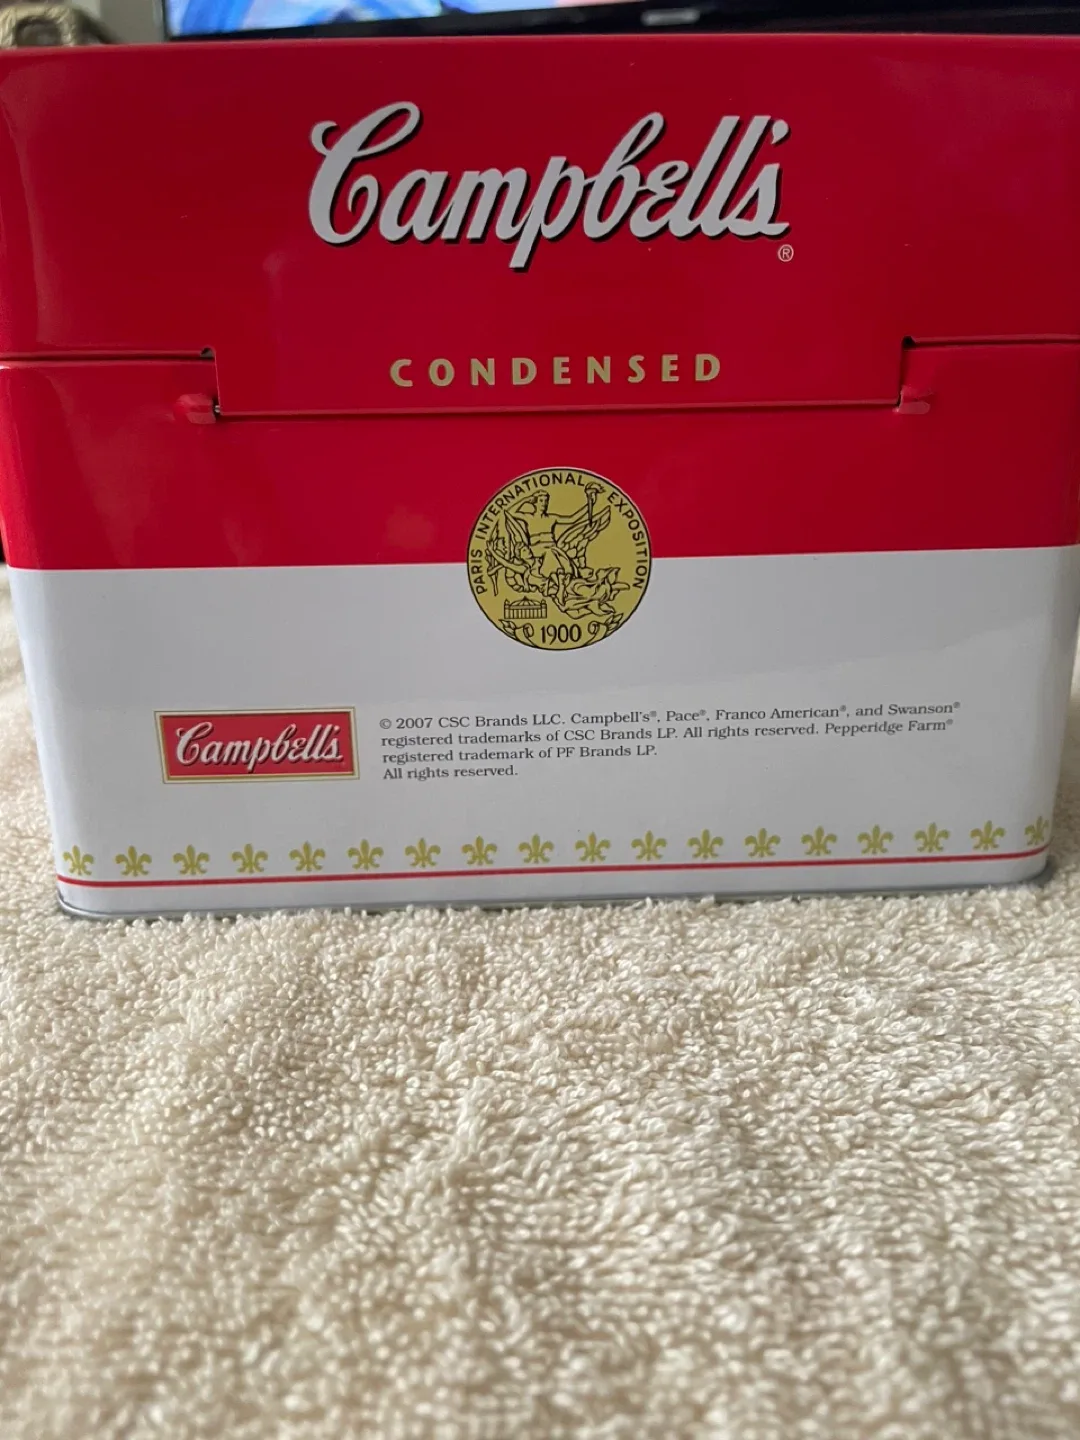 Campbell's®
CONDENSED
PARIS INTERNATIONAL EXPOSITION
1900
Campbell's
© 2007 CSC Brands LLC. Campbell's®, Pace®, Franco American®, and Swanson®
registered trademarks of CSC Brands LP. All rights reserved. Pepperidge Farm®
registered trademark of PF Brands LP.
All rights reserved.